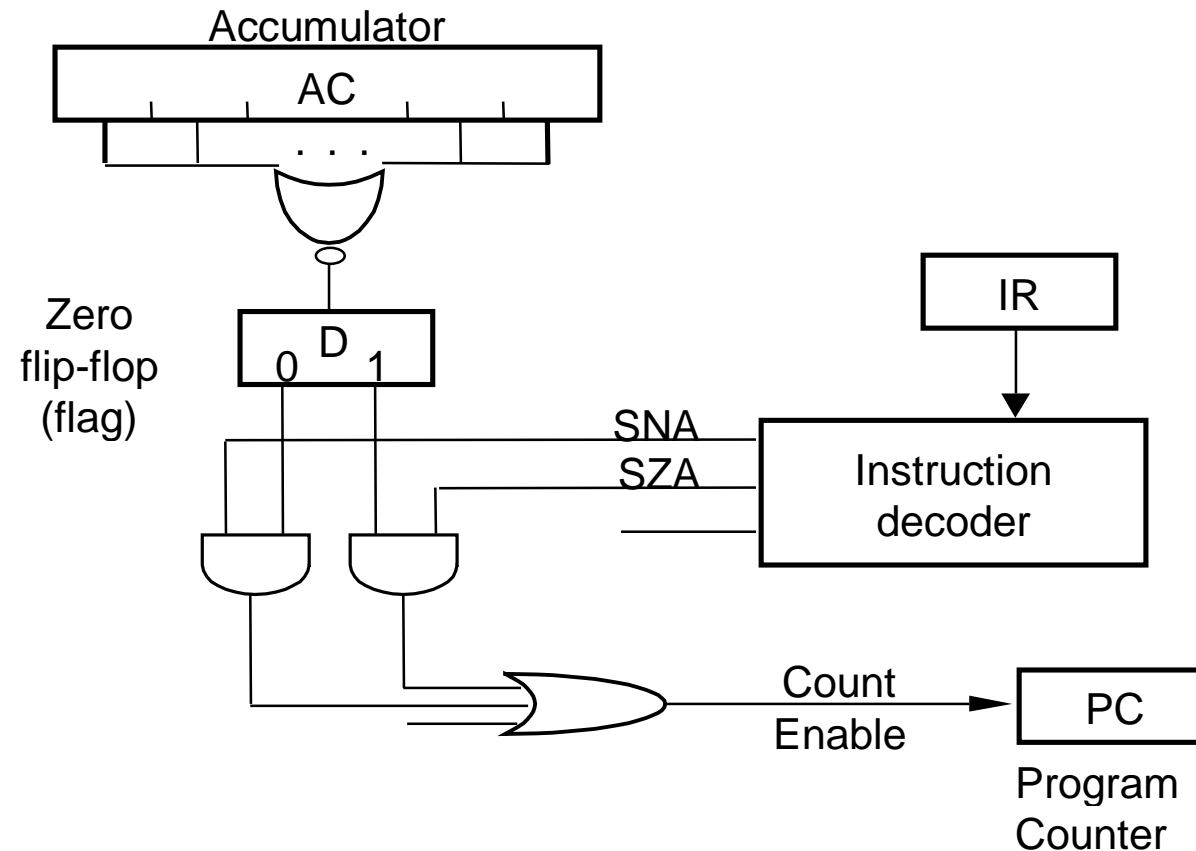 Accumulator
AC
. . .
IR
Zero
flip-flop
(flag)
D
0 1
SNA
SZA
Instruction
decoder
Count
Enable
PC
Program
Counter